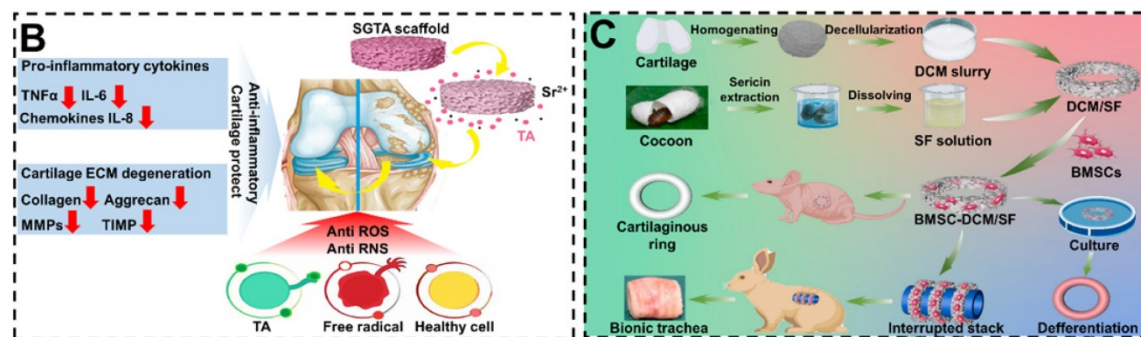 B
SGTA scaffold
Pro-inflammatory cytokines
TNFα IL-6
Chemokines IL-8
Anti-inflammatory
Cartilage protect
Sr2+
TA
Cartilage ECM degeneration
Collagen Aggrecan
MMPs TIMP
Anti ROS
Anti RNS
TA Free radical Healthy cell
C
Homogenating Decellularization
Cartilage DCM slurry
DCM/SF
Sericin
extraction Dissolving
Cocoon SF solution
BMSCs
Cartilaginous
ring
BMSC-DCM/SF
Culture
Bionic trachea Interrupted stack Defferentiation